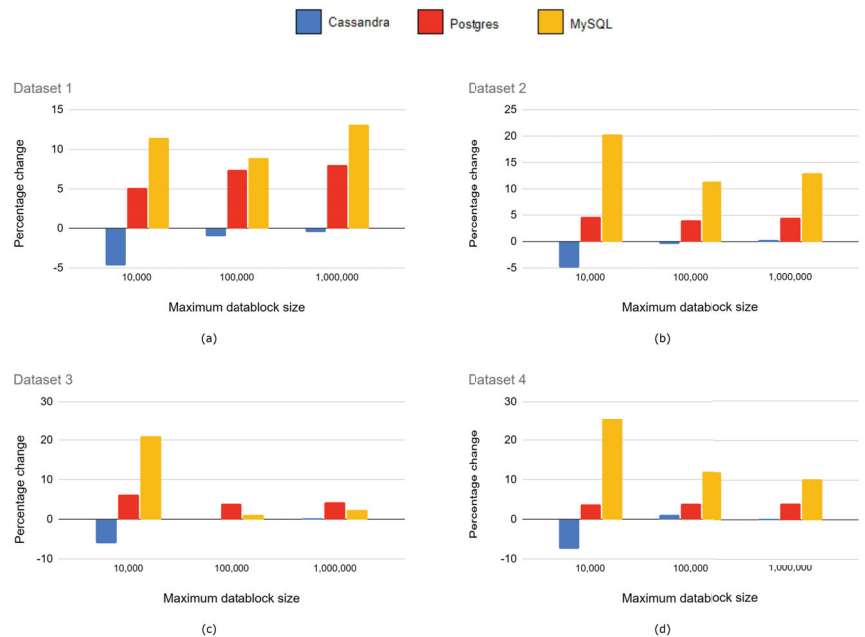 Cassandra Postgres MySQL
Dataset 1
Percentage change
15
10
5
0
-5
10,000 100,000 1,000,000
Maximum datablock size
(a)
Dataset 2
Percentage change
25
20
15
10
5
0
-5
10,000 100,000 1,000,000
Maximum datablock size
(b)
Dataset 3
Percentage change
30
20
10
0
-10
10,000 100,000 1,000,000
Maximum datablock size
(c)
Dataset 4
Percentage change
30
20
10
0
-10
10,000 100,000 1,000,000
Maximum datablock size
(d)